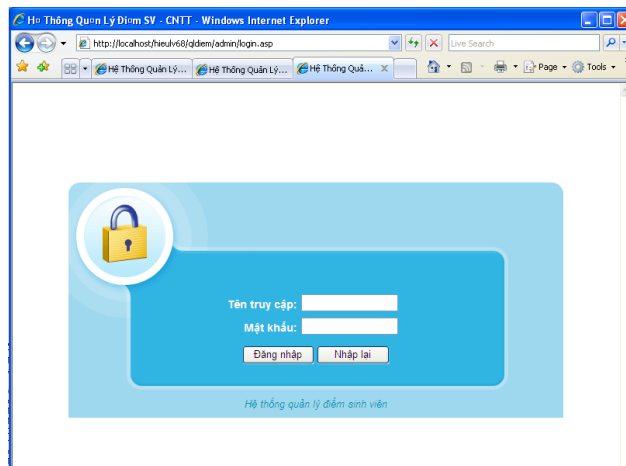 Hệ Thống Quản Lý Điểm SV - CNTT - Windows Internet Explorer
http://localhost/hieulv68/qldiem/admin/login.asp
Live Search
Hệ Thống Quản Lý... Hệ Thống Quản Lý... Hệ Thống Quả... Page Tools
Tên truy cập:
Mật khẩu:
Đăng nhập Nhập lại
Hệ thống quản lý điểm sinh viên